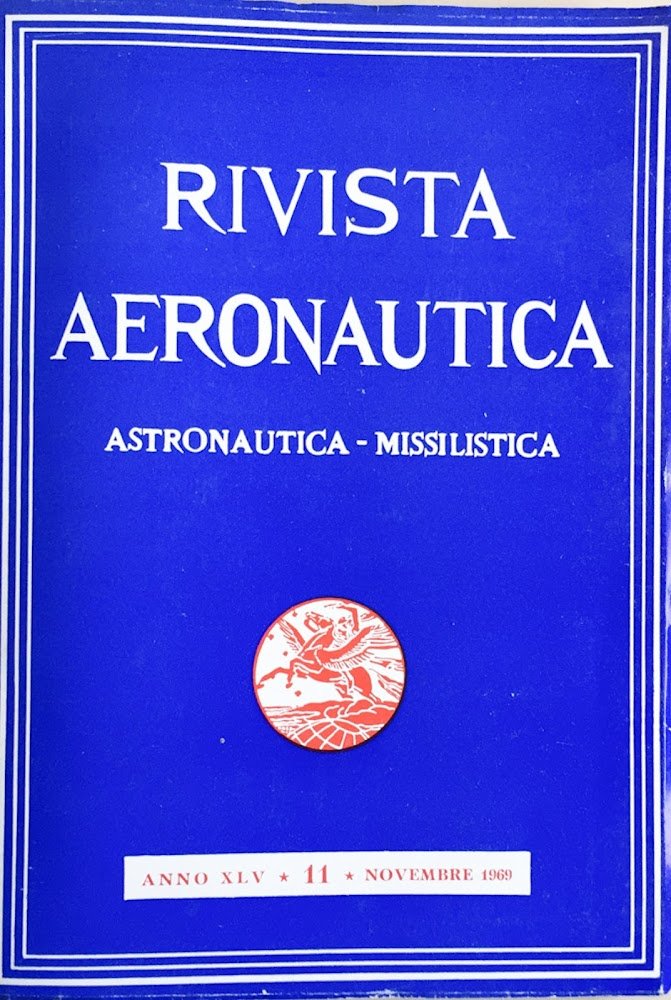 RIVISTA
AERONAUTICA
ASTRONAUTICA - MISSILISTICA
ANNO XLV ★ 11 ★ NOVEMBRE 1969